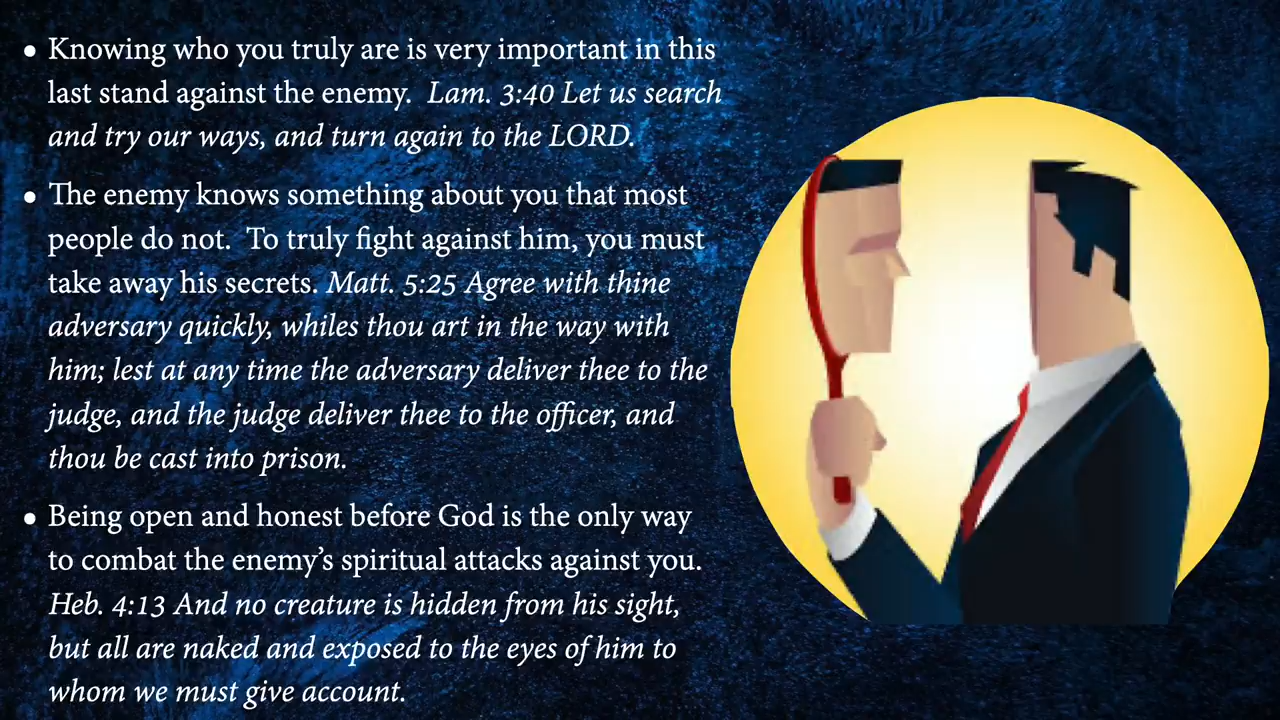 • Knowing who you truly are is very important in this
last stand against the enemy. Lam. 3:40 Let us search
and try our ways, and turn again to the LORD.
• The enemy knows something about you that most
people do not. To truly fight against him, you must
take away his secrets. Matt. 5:25 Agree with thine
adversary quickly, whiles thou art in the way with
him; lest at any time the adversary deliver thee to the
judge, and the judge deliver thee to the officer, and
thou be cast into prison.
• Being open and honest before God is the only way
to combat the enemy’s spiritual attacks against you.
Heb. 4:13 And no creature is hidden from his sight,
but all are naked and exposed to the eyes of him to
whom we must give account.